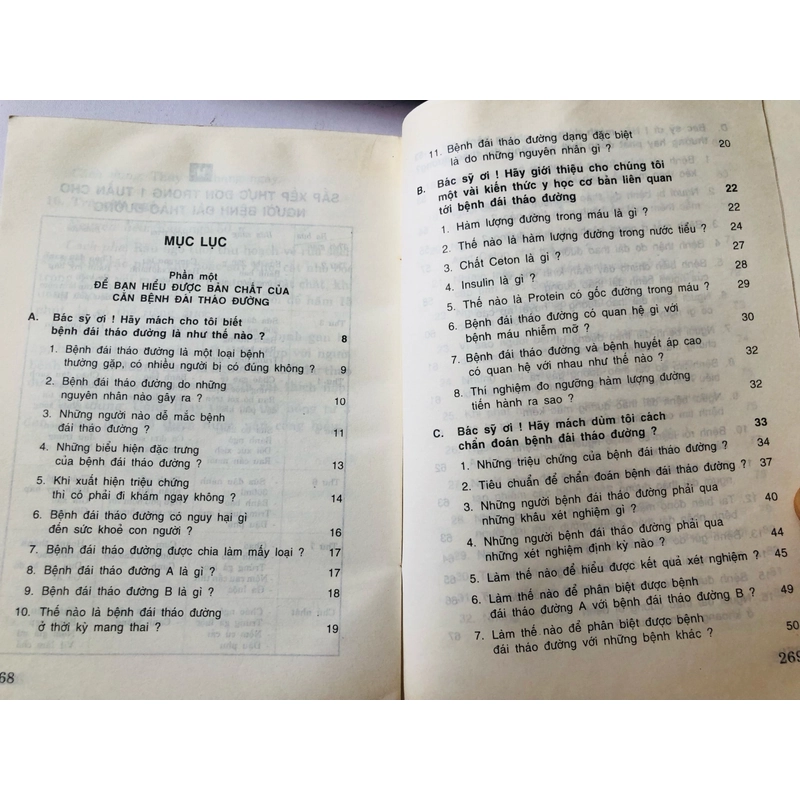 MỤC LỤC
Phần một
ĐỂ BẠN HIỂU ĐƯỢC BẢN CHẤT CỦA
CĂN BỆNH ĐÁI THÁO ĐƯỜNG
A. Bác sỹ ơi ! Hãy mách cho tôi biết
bệnh đái tháo đường là như thế nào ? 8
1. Bệnh đái tháo đường là một loại bệnh
thường gặp, có nhiều người bị có đúng không ? 9
2. Bệnh đái tháo đường do những
nguyên nhân nào gây ra ? 10
3. Những người nào dễ mắc bệnh
đái tháo đường ? 11
4. Những biểu hiện đặc trưng
của bệnh đái tháo đường ? 13
5. Khi xuất hiện triệu chứng
thì có phải đi khám ngay không ? 14
6. Bệnh đái tháo đường có nguy hại gì
đến sức khoẻ con người ? 16
7. Bệnh đái tháo đường được chia làm mấy loại ? 17
8. Bệnh đái tháo đường A là gì ? 17
9. Bệnh đái tháo đường B là gì ? 18
10. Thế nào là bệnh đái tháo đường
ở thời kỳ mang thai ? 19
68
11. Bệnh đái tháo đường dạng đặc biệt
là do những nguyên nhân gì ? 20
B. Bác sỹ ơi ! Hãy giới thiệu cho chúng tôi
một vài kiến thức y học cơ bản liên quan
tới bệnh đái tháo đường 22
1. Hàm lượng đường trong máu là gì ? 22
2. Thế nào là hàm lượng đường trong nước tiểu ? 24
3. Chất Ceton là gì ? 27
4. Insulin là gì ? 28
5. Thế nào là Protein có gốc đường trong máu ? 29
6. Bệnh đái tháo đường có quan hệ gì với
bệnh máu nhiễm mỡ ? 30
7. Bệnh đái tháo đường và bệnh huyết áp cao
có quan hệ với nhau như thế nào ? 32
8. Thí nghiệm đo ngưỡng hàm lượng đường
tiến hành ra sao ? 32
C. Bác sỹ ơi ! Hãy mách dùm tôi cách
chẩn đoán bệnh đái tháo đường ? 33
1. Những triệu chứng của bệnh đái tháo đường ? 34
2. Tiêu chuẩn để chẩn đoán bệnh đái tháo đường ? 37
3. Những người bệnh đái tháo đường phải qua
những khâu xét nghiệm gì ? 40
4. Những người bệnh đái tháo đường phải qua
những xét nghiệm định kỳ nào ? 44
5. Làm thế nào để hiểu được kết quả xét nghiệm ? 45
6. Làm thế nào để phân biệt được bệnh
đái tháo đường A với bệnh đái tháo đường B ? 49
7. Làm thế nào để phân biệt được bệnh
đái tháo đường với những bệnh khác ? 50
269